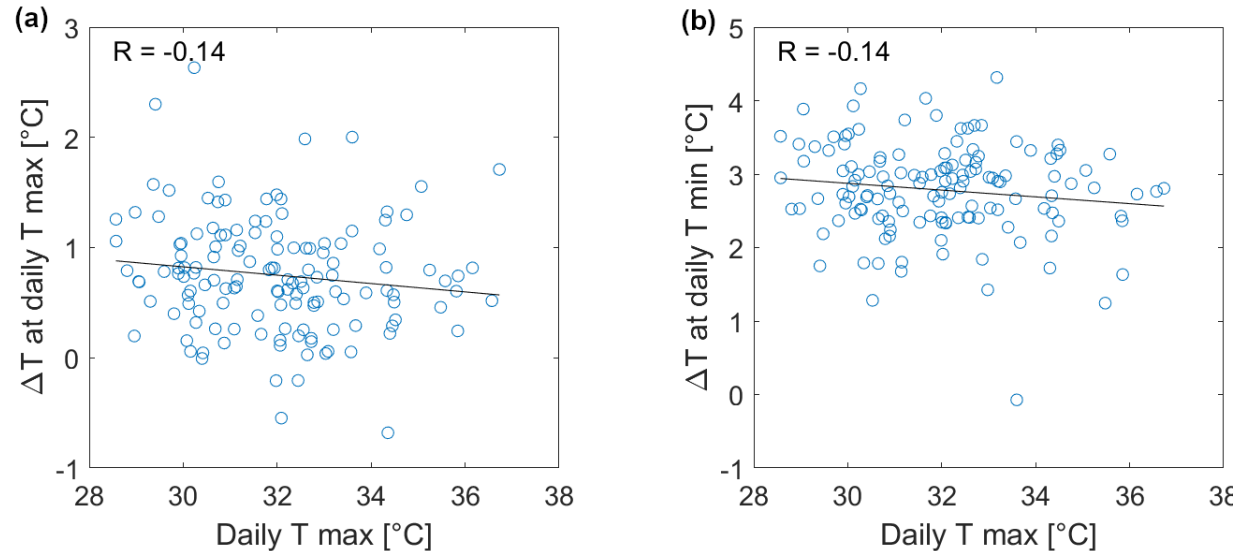 (a)
R = -0.14
3
2
1
0
-1
ΔT at daily T max [°C]
28 30 32 34 36 38
Daily T max [°C]
(b)
R = -0.14
5
4
3
2
1
0
-1
ΔT at daily T min [°C]
28 30 32 34 36 38
Daily T max [°C]